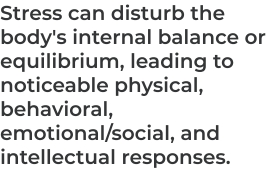 Stress can disturb the
body's internal balance or
equilibrium, leading to
noticeable physical,
behavioral,
emotional/social, and
intellectual responses.